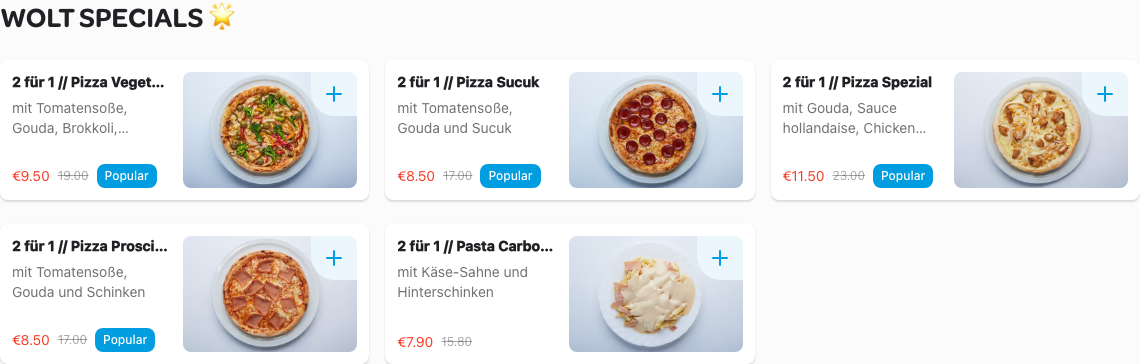 WOLT SPECIALS 🌟
2 für 1 // Pizza Veget...
mit Tomatensoße,
Gouda, Brokkoli,...
€9.50 19.00 Popular
2 für 1 // Pizza Sucuk
mit Tomatensoße,
Gouda und Sucuk
€8.50 17.00 Popular
2 für 1 // Pizza Spezial
mit Gouda, Sauce
hollandaise, Chicken...
€11.50 23.00 Popular
2 für 1 // Pizza Prosci...
mit Tomatensoße,
Gouda und Schinken
€8.50 17.00 Popular
2 für 1 // Pasta Carbo...
mit Käse-Sahne und
Hinterschinken
€7.90 15.80